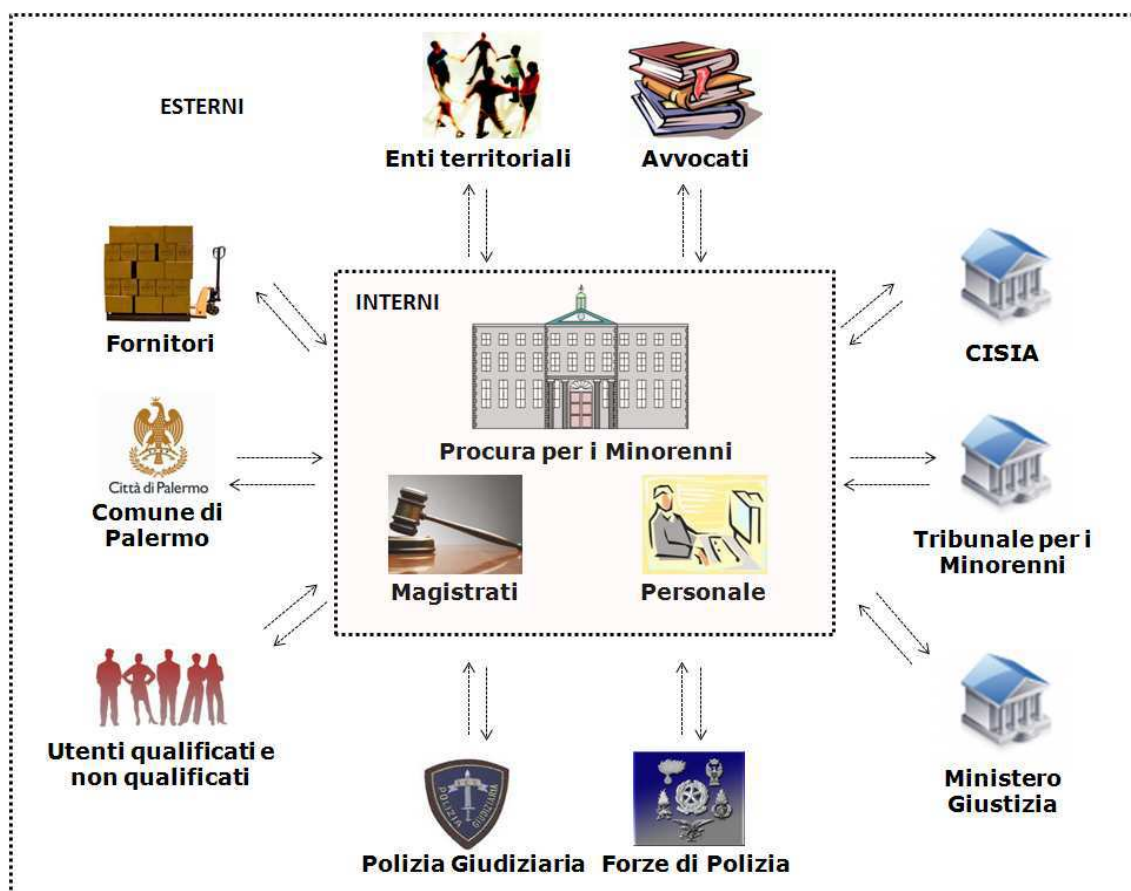 ESTERNI
Enti territoriali
Avvocati
Fornitori
INTERNI
CISIA
Procura per i Minorenni
Città di Palermo
Comune di
Palermo
Magistrati
Personale
Tribunale per i
Minorenni
Utenti qualificati e
non qualificati
POLIZIA GIUDIZIARIA
Polizia Giudiziaria
Forze di Polizia
Ministero
Giustizia